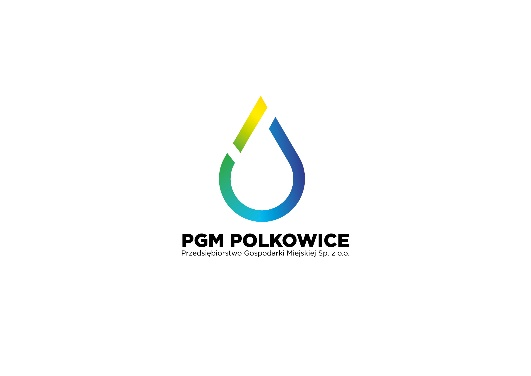 PGM POLKOWICE
Przedsiębiorstwo Gospodarki Miejskiej Sp. z o.o.